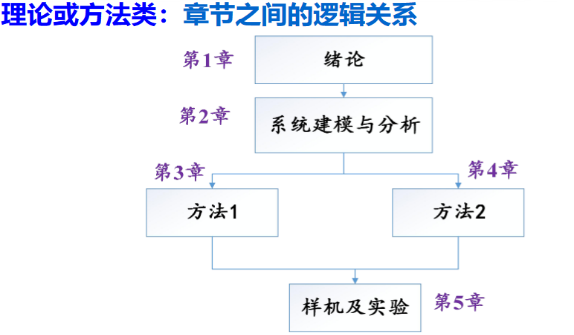 理论或方法类：章节之间的逻辑关系
第1章
绪论
第2章
系统建模与分析
第3章
第4章
方法1
方法2
样机及实验
第5章